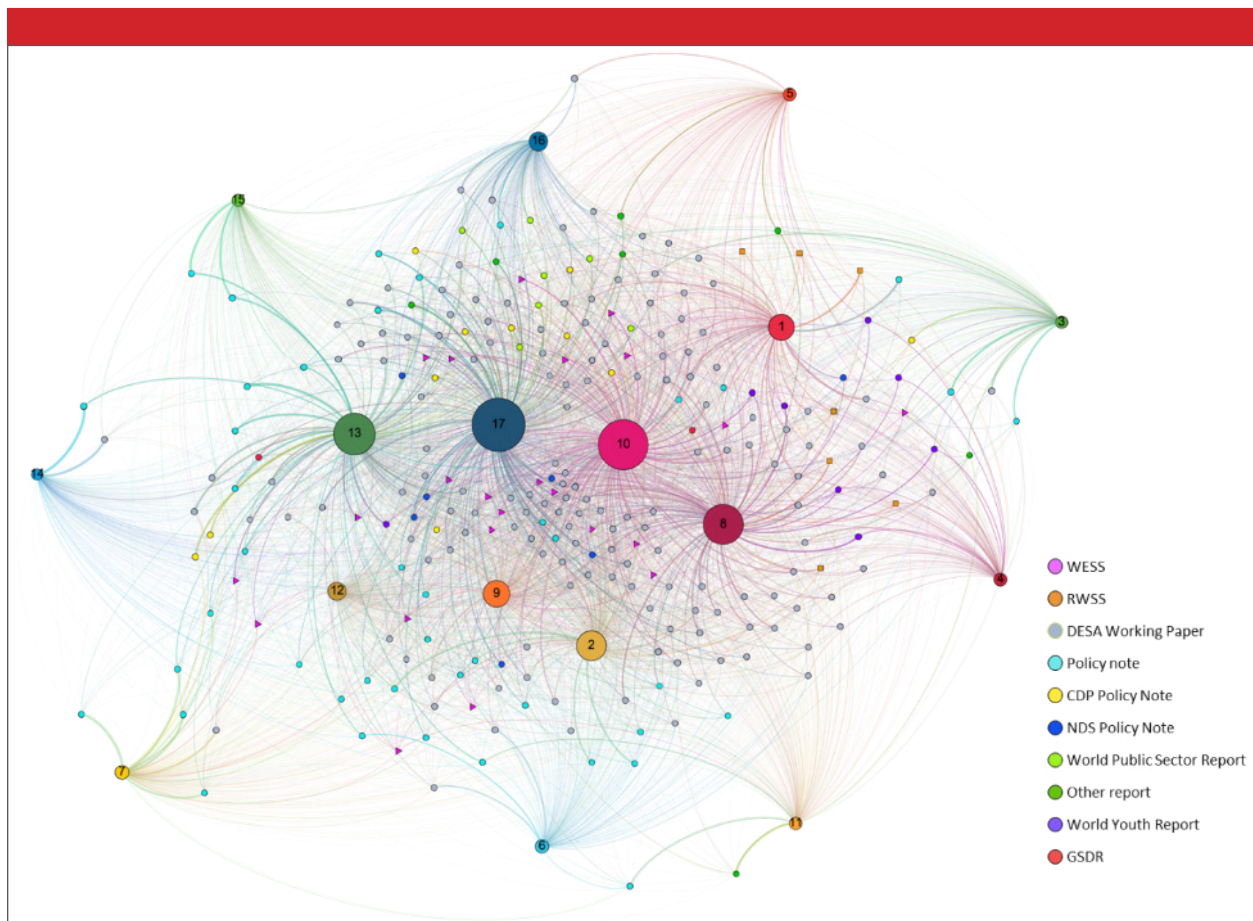 5
16
15
3
1
17
13
10
14
8
4
12
9
2
7
11
6
WESS
RWSS
DESA Working Paper
Policy note
CDP Policy Note
NDS Policy Note
World Public Sector Report
Other report
World Youth Report
GSDR